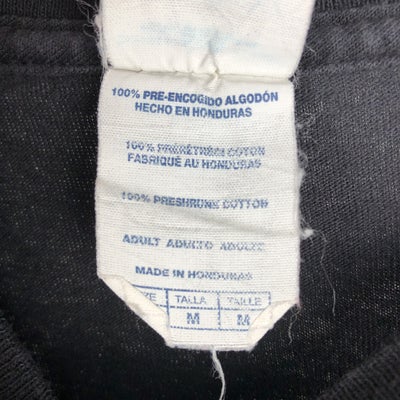 100% PRE-ENCOGIDO ALGODÓN
HECHO EN HONDURAS
100% PRÉRÉTRÉCI COTON
FABRIQUÉ AU HONDURAS
100% PRESHRUNK COTTON
ADULT ADULTO ADULTE
MADE IN HONDURAS
TALLA TAILLE
M M